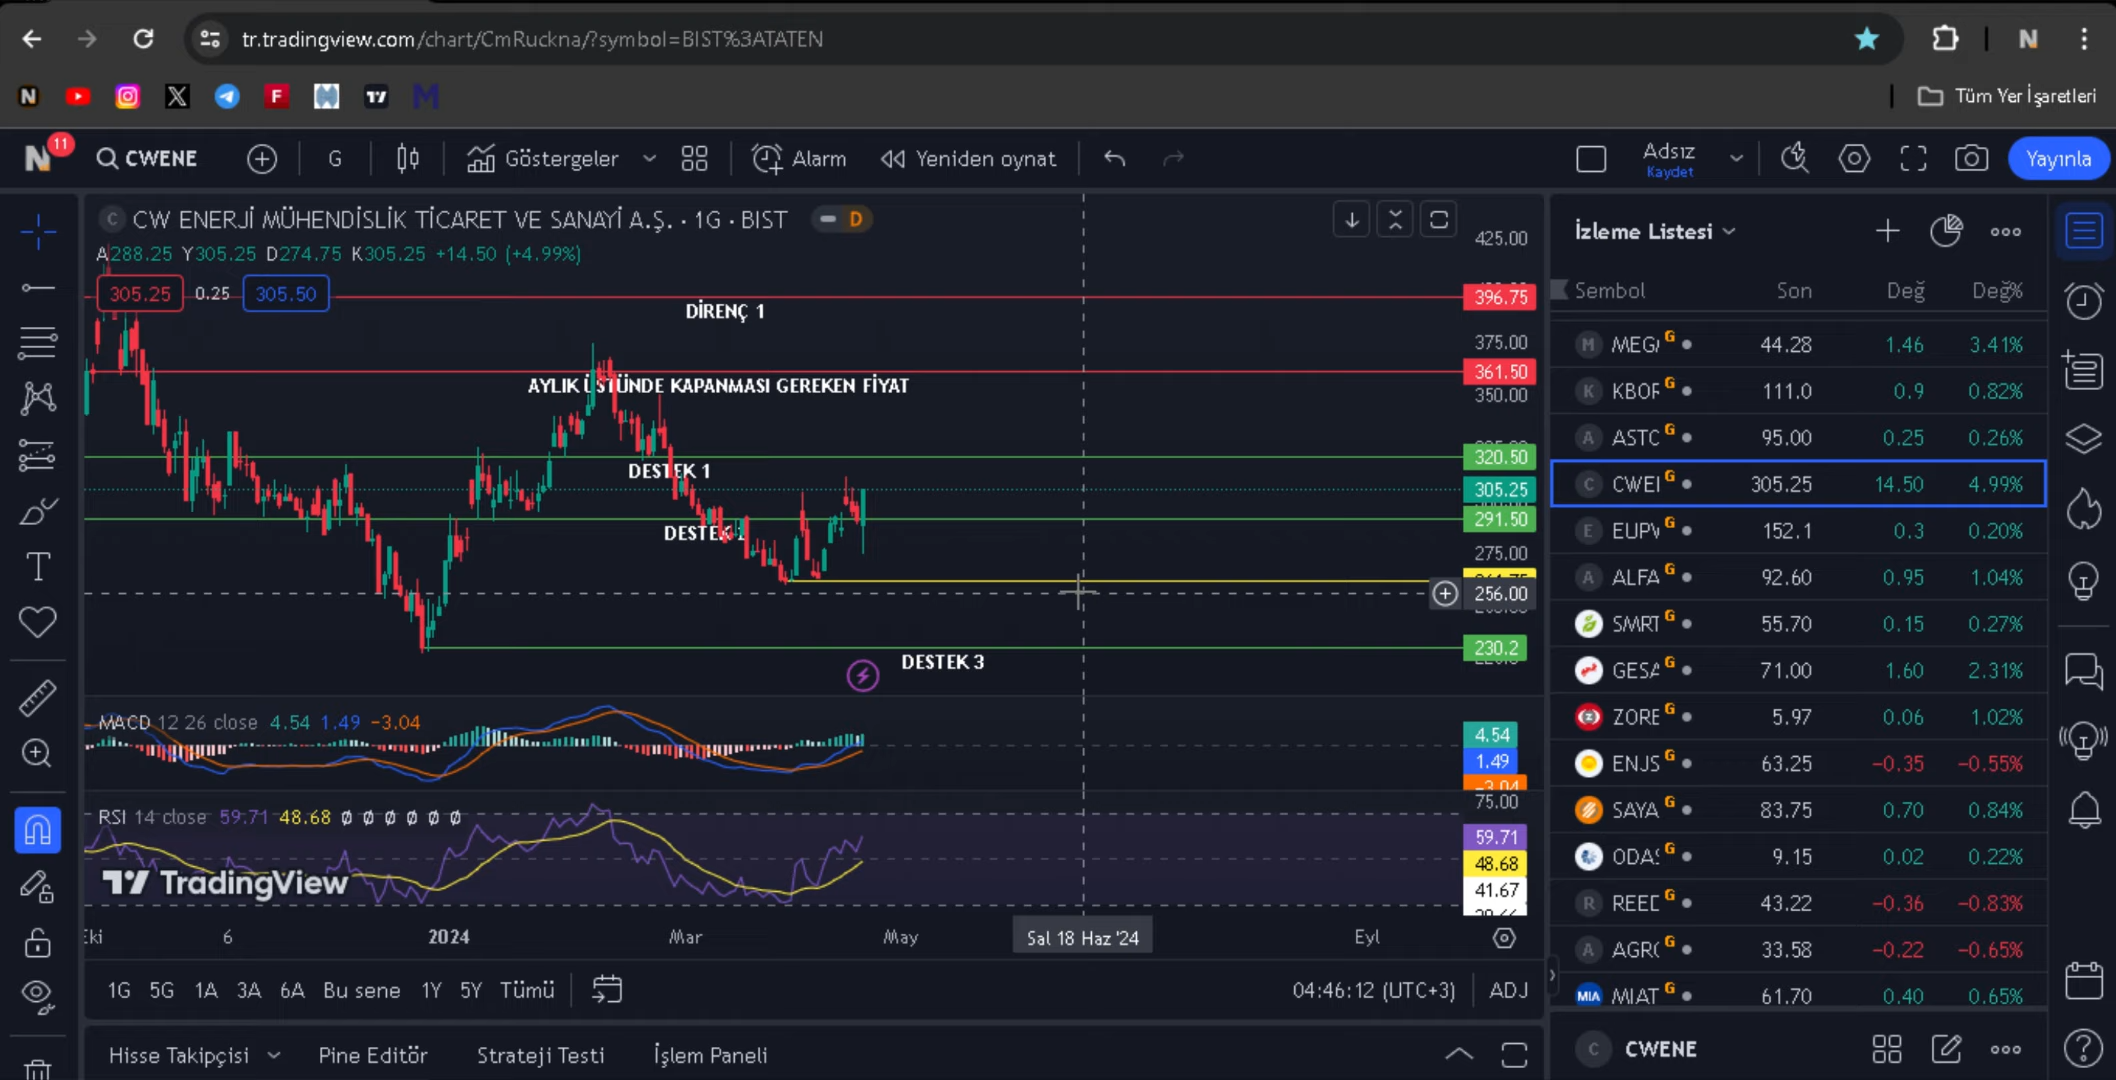 tr.tradingview.com/chart/CmRuckna/?symbol=BIST%3ATATEN
Tüm Yer İşaretleri
11
CWENE
G
Göstergeler
Alarm
Yeniden oynat
Adsız
Kaydet
Yayınla
CW ENERJİ MÜHENDİSLİK TİCARET VE SANAYİ A.Ş. · 1G · BIST
D
A288.25 Y305.25 D274.75 K305.25 +14.50 (+4.99%)
305.25 0.25 305.50
DİRENÇ 1
AYLIK ÜSTÜNDE KAPANMASI GEREKEN FİYAT
DESTEK 1
DESTEK
DESTEK 3
425.00
396.75
375.00
361.50
350.00
320.50
305.25
291.50
275.00
256.00
230.2
MACD 12 26 close 4.54 1.49 −3.04
4.54
1.49
−3.04
RSI 14 close 59.71 48.68 Ø Ø Ø Ø Ø Ø
75.00
59.71
48.68
41.67
TradingView
Eki 6 2024 Mar May Sal 18 Haz '24 Eyl
1G 5G 1A 3A 6A Bu sene 1Y 5Y Tümü
04:46:12 (UTC+3) ADJ
Hisse Takipçisi Pine Editör Strateji Testi İşlem Paneli
İzleme Listesi
Sembol Son Değ Değ%
M MEGA G 44.28 1.46 3.41%
K KBOR G 111.0 0.9 0.82%
A ASTO G 95.00 0.25 0.26%
C CWEI G 305.25 14.50 4.99%
E EUPW G 152.1 0.3 0.20%
A ALFA G 92.60 0.95 1.04%
SMRT G 55.70 0.15 0.27%
GESA G 71.00 1.60 2.31%
ZORE G 5.97 0.06 1.02%
ENJS G 63.25 −0.35 −0.55%
SAYA G 83.75 0.70 0.84%
ODAS G 9.15 0.02 0.22%
R REED G 43.22 −0.36 −0.83%
A AGRO G 33.58 −0.22 −0.65%
MIA MIAT G 61.70 0.40 0.65%
C CWENE